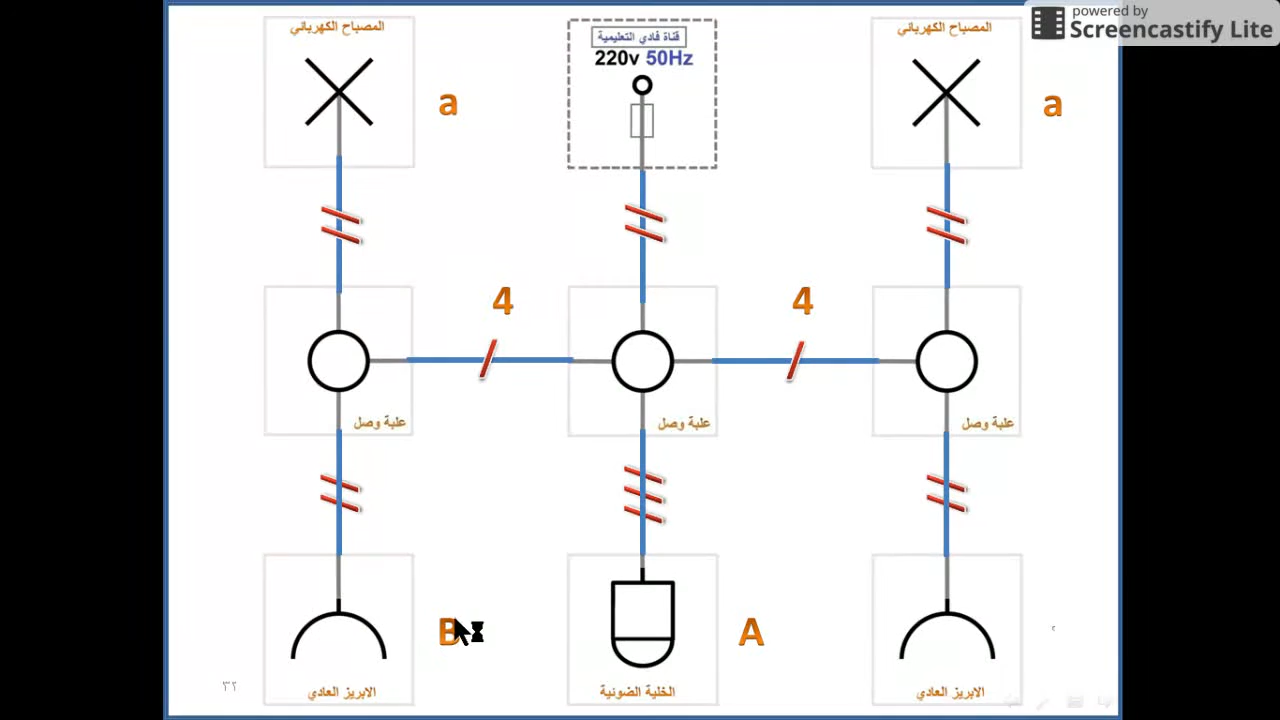 powered by
Screencastify Lite
المصباح الكهربائي
قناة فادي التعليمية
المصباح الكهربائي
220v 50Hz
a
a
4
4
علبة وصل
علبة وصل
علبة وصل
B
A
٣٢
الابريز العادي
الخلية الضوئية
الابريز العادي